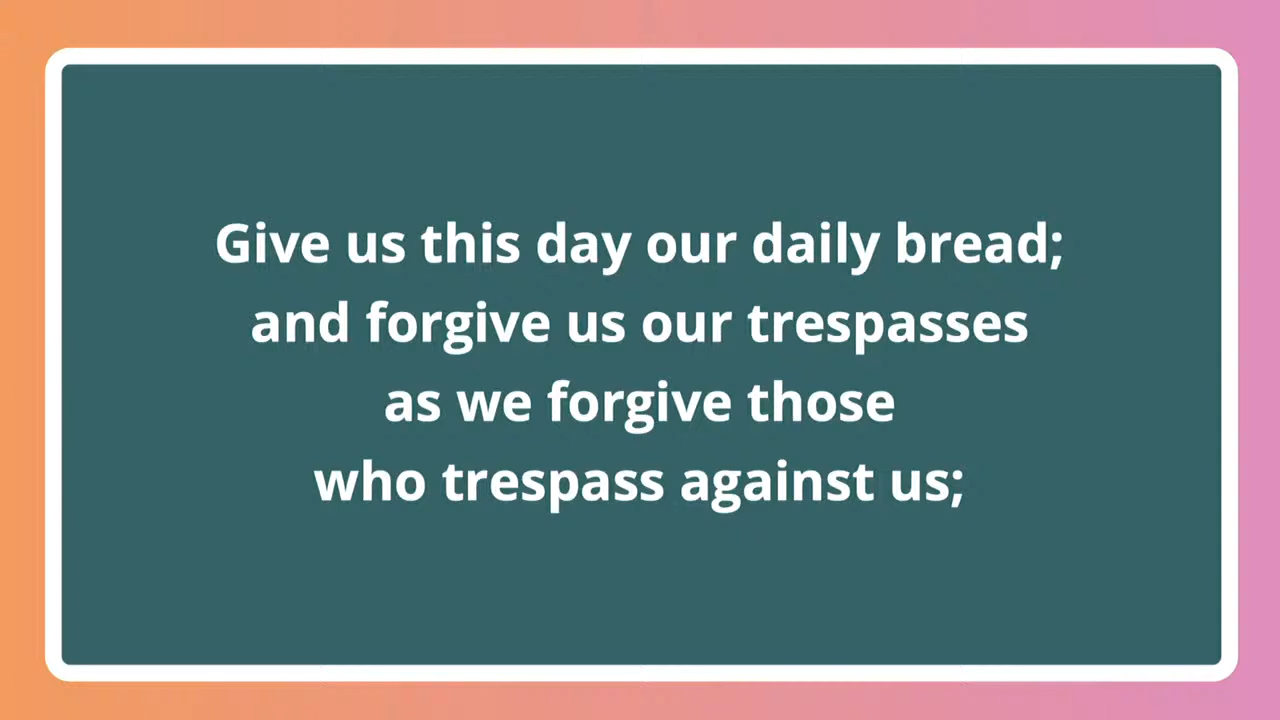 Give us this day our daily bread;
and forgive us our trespasses
as we forgive those
who trespass against us;